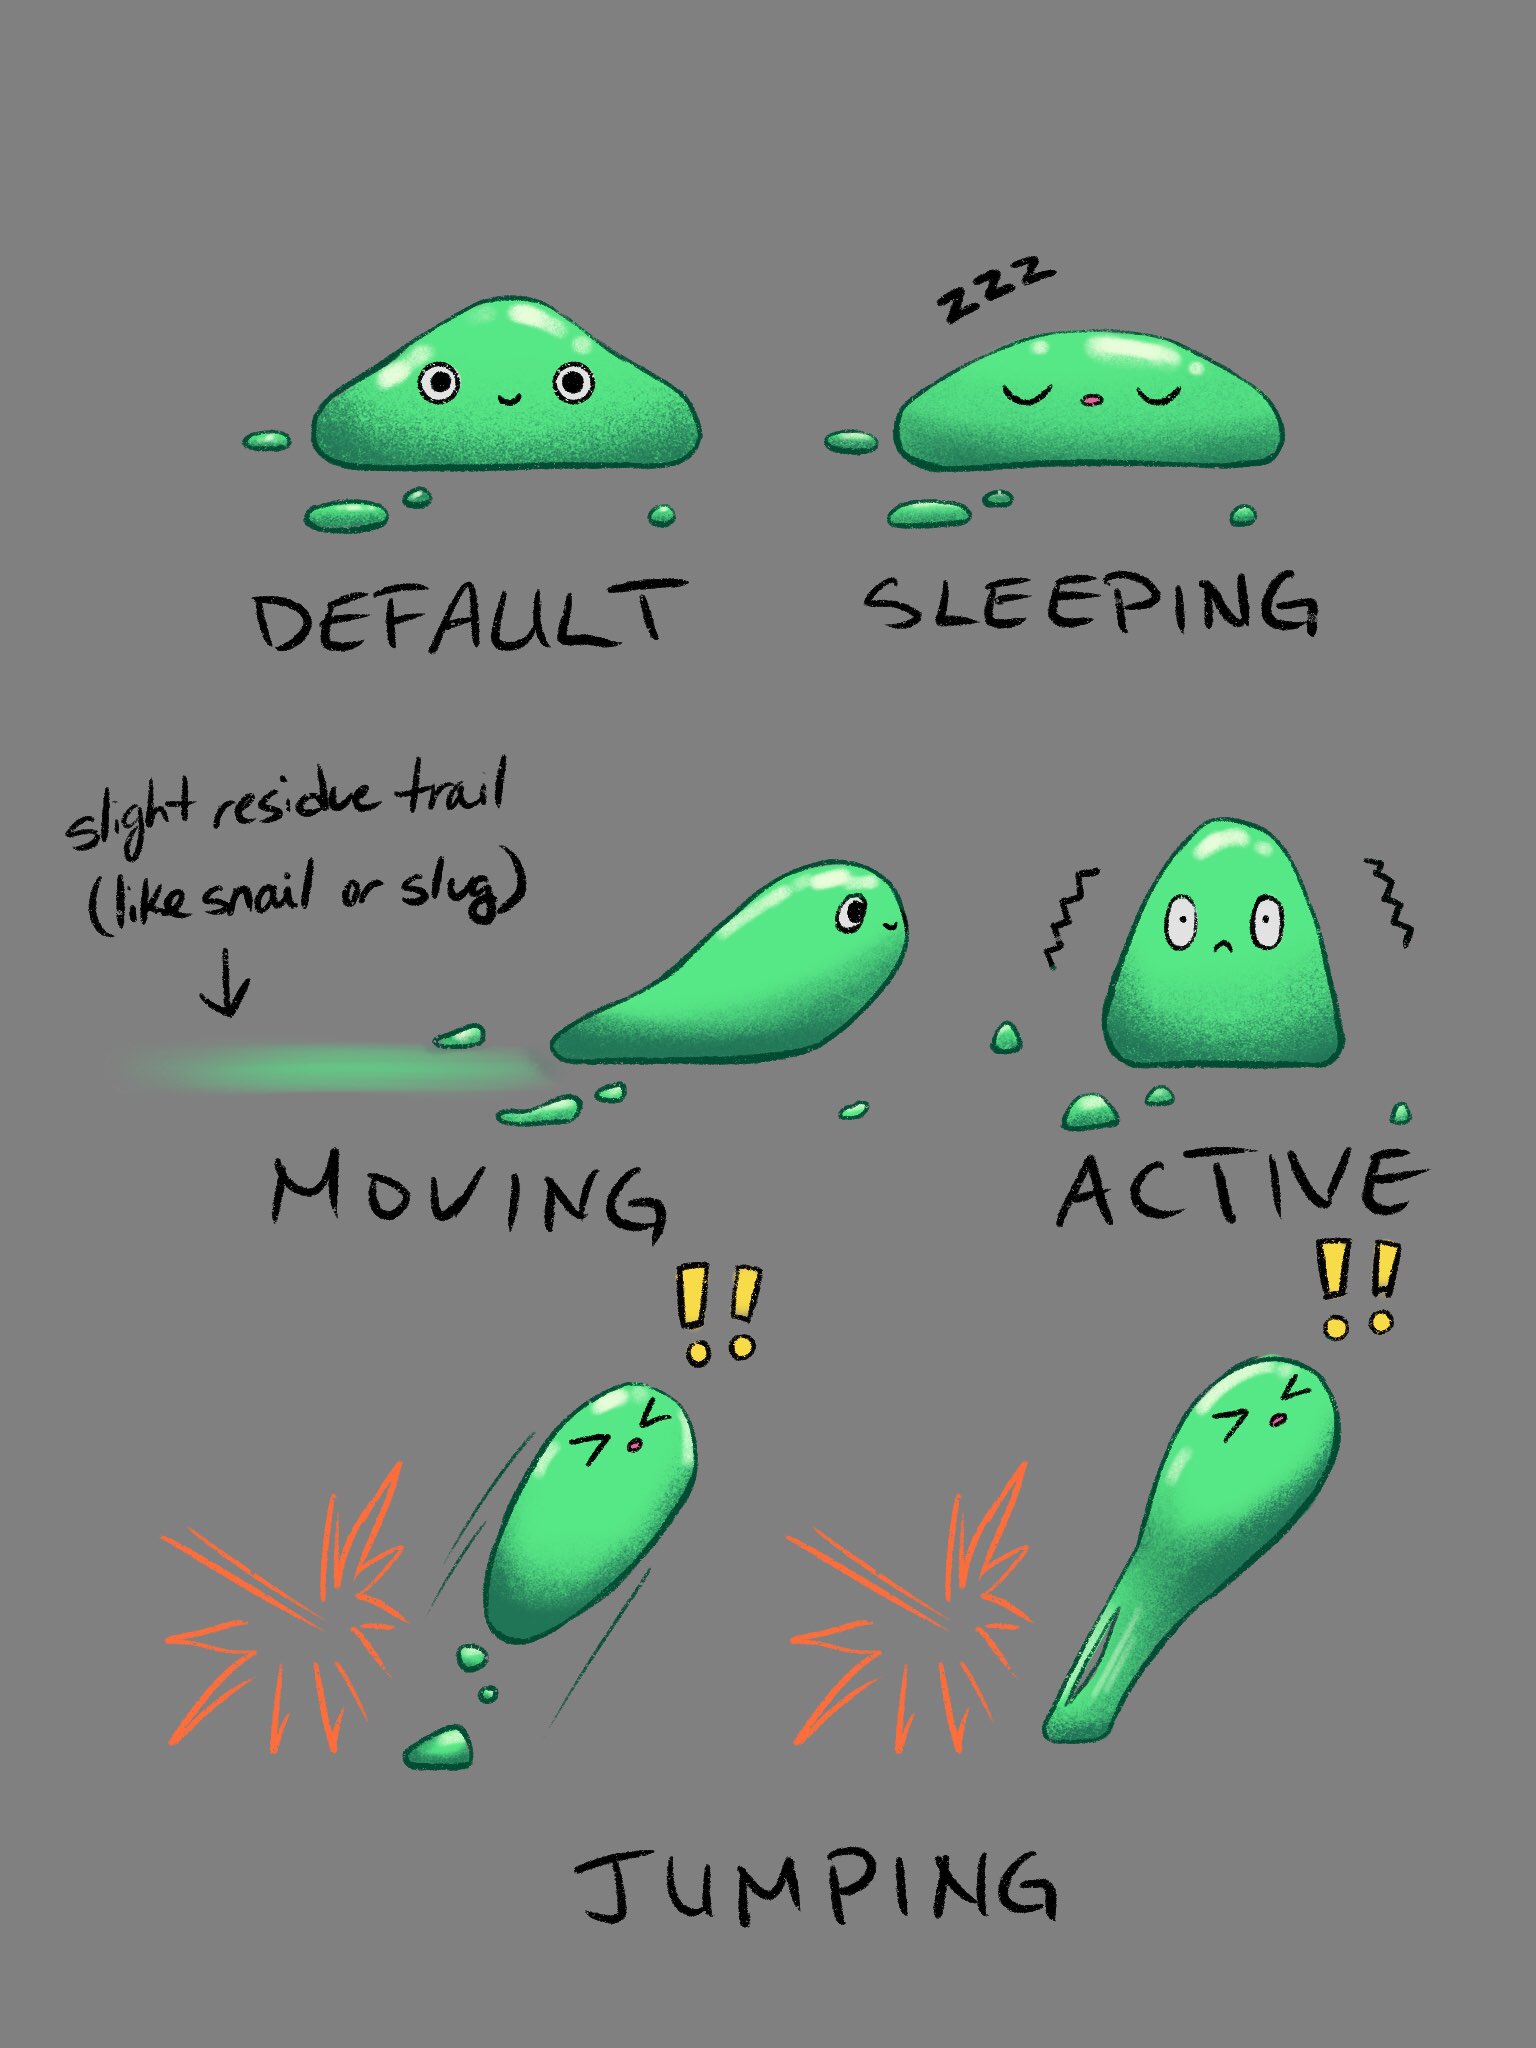 zzz
DEFAULT
SLEEPING
slight residue trail
(like snail or slug)
MOVING
ACTIVE
!!
!!
JUMPING